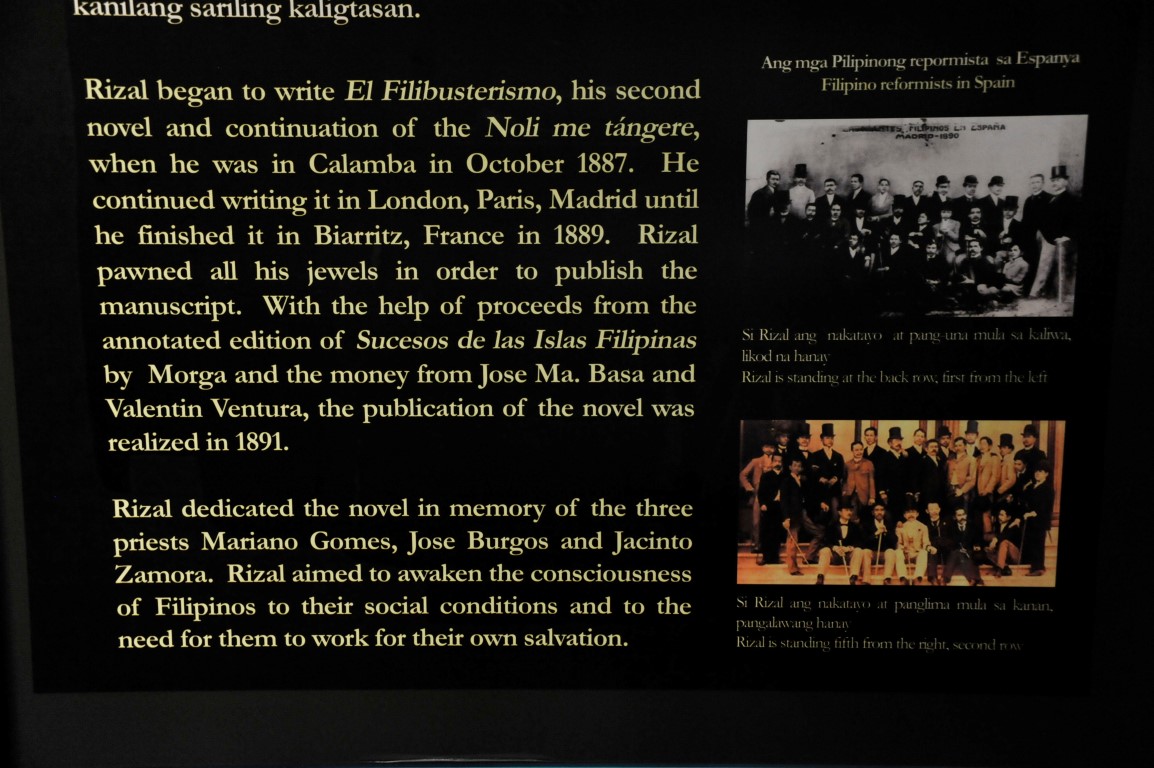 kanilang sariling kaligtasan.
Rizal began to write El Filibusterismo, his second
novel and continuation of the Noli me tángere,
when he was in Calamba in October 1887. He
continued writing it in London, Paris, Madrid until
he finished it in Biarritz, France in 1889. Rizal
pawned all his jewels in order to publish the
manuscript. With the help of proceeds from the
annotated edition of Sucesos de las Islas Filipinas
by Morga and the money from Jose Ma. Basa and
Valentin Ventura, the publication of the novel was
realized in 1891.
Rizal dedicated the novel in memory of the three
priests Mariano Gomes, Jose Burgos and Jacinto
Zamora. Rizal aimed to awaken the consciousness
of Filipinos to their social conditions and to the
need for them to work for their own salvation.
Ang mga Pilipinong repormista sa Espanya
Filipino reformists in Spain
FILIPINOS EN ESPAÑA
MADRID-1890
Si Rizal ang nakatayo at pang-una mula sa kaliwa,
likod na hanay
Rizal is standing at the back row, first from the left
Si Rizal ang nakatayo at panglima mula sa kanan,
pangalawang hanay
Rizal is standing fifth from the right, second row